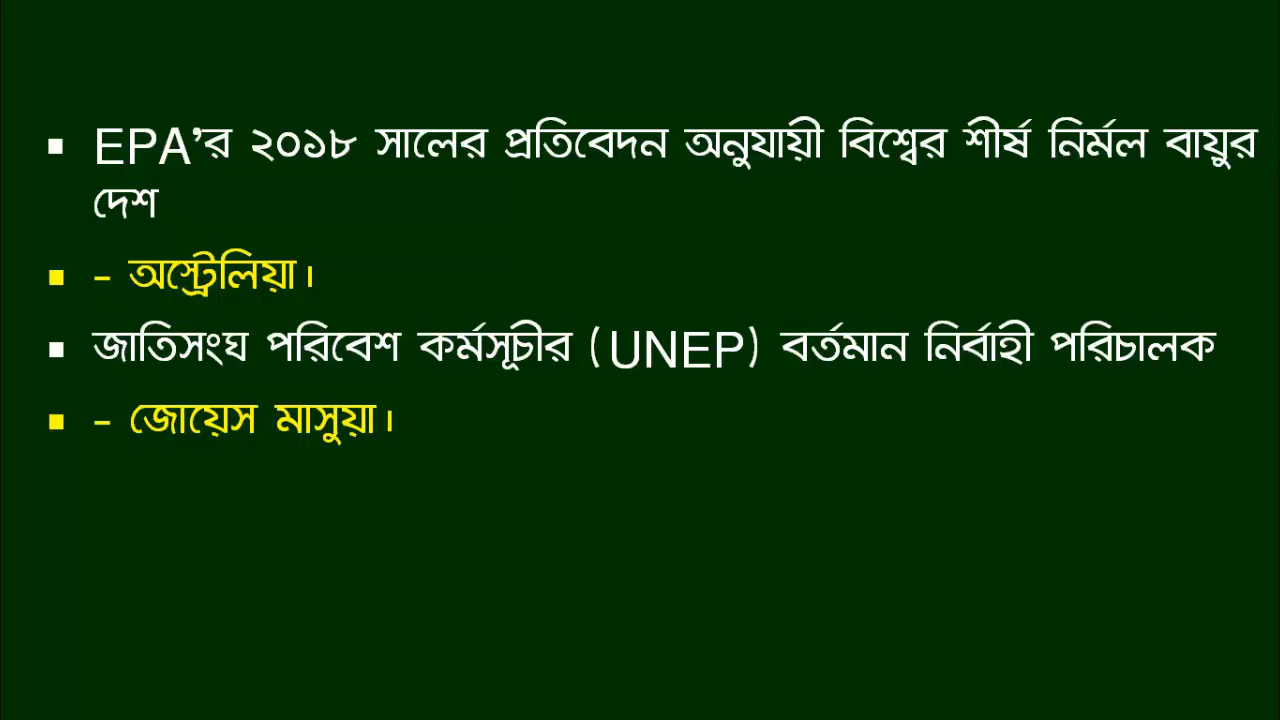 ▪ EPA’র ২০১৮ সালের প্রতিবেদন অনুযায়ী বিশ্বের শীর্ষ নির্মল বায়ুর
দেশ
▪ – অস্ট্রেলিয়া।
▪ জাতিসংঘ পরিবেশ কর্মসূচীর (UNEP) বর্তমান নির্বাহী পরিচালক
▪ – জোয়েস মাসুয়া।